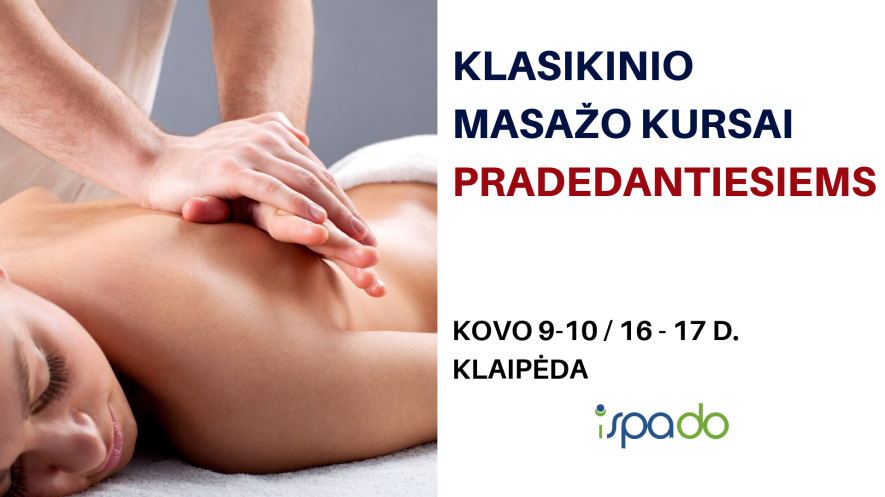 KLASIKINIO
MASAŽO KURSAI
PRADEDANTIESIEMS
KOVO 9-10 / 16 - 17 D.
KLAIPĖDA
ispado